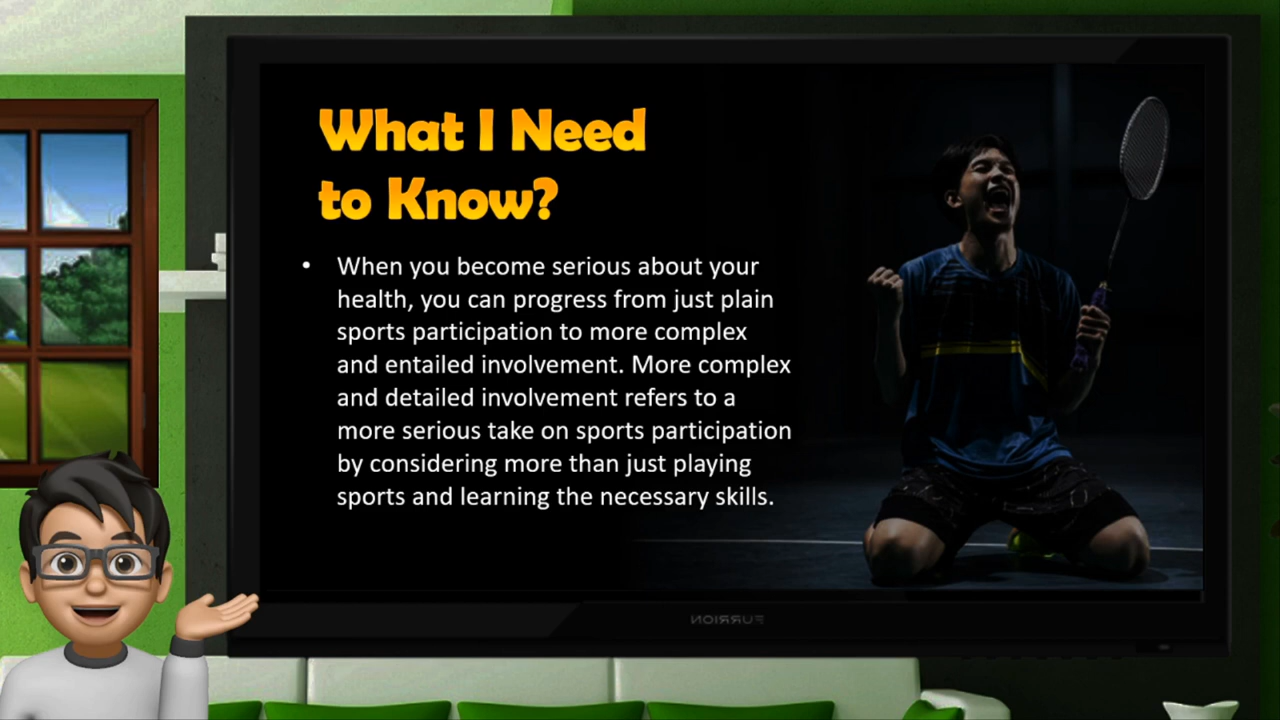 What I Need
to Know?
• When you become serious about your
health, you can progress from just plain
sports participation to more complex
and entailed involvement. More complex
and detailed involvement refers to a
more serious take on sports participation
by considering more than just playing
sports and learning the necessary skills.